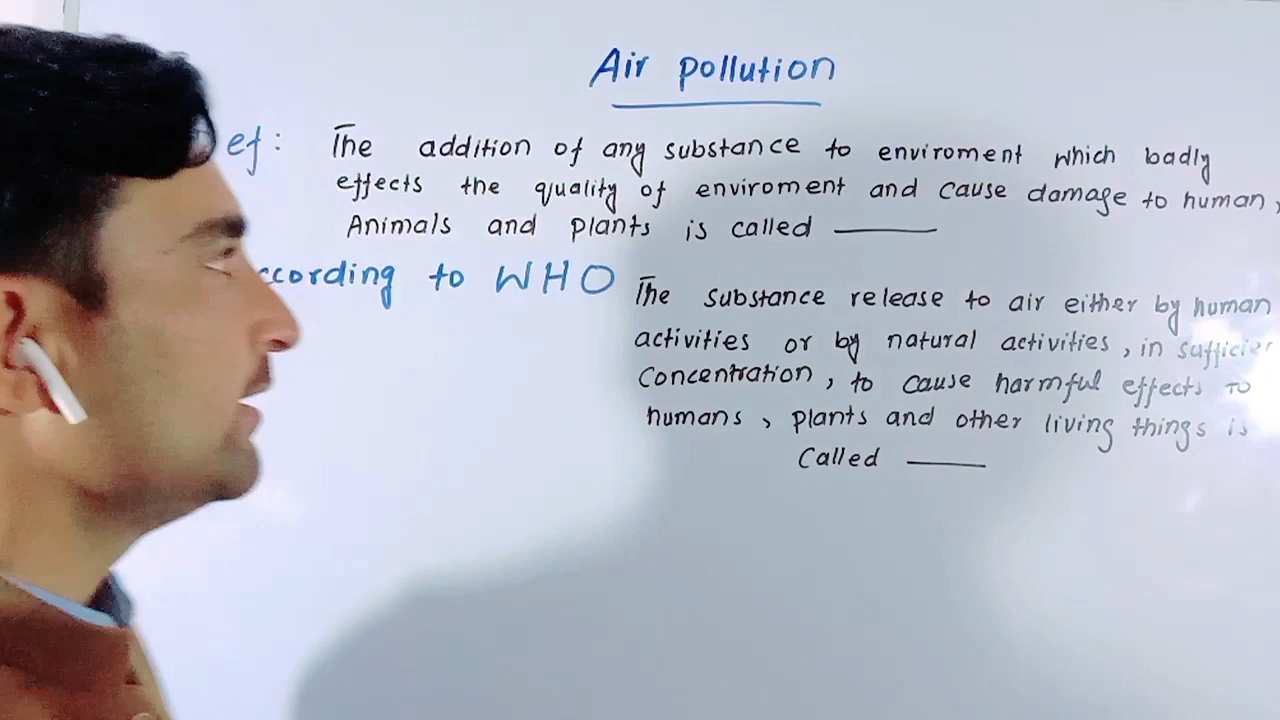 Air pollution
ef: The addition of any substance to enviroment which badly
effects the quality of enviroment and cause damage to human,
Animals and plants is called ———
ccording to WHO
The substance release to air either by human
activities or by natural activities, in sufficien
concentration, to cause harmful effects to
humans, plants and other living things is
called ———